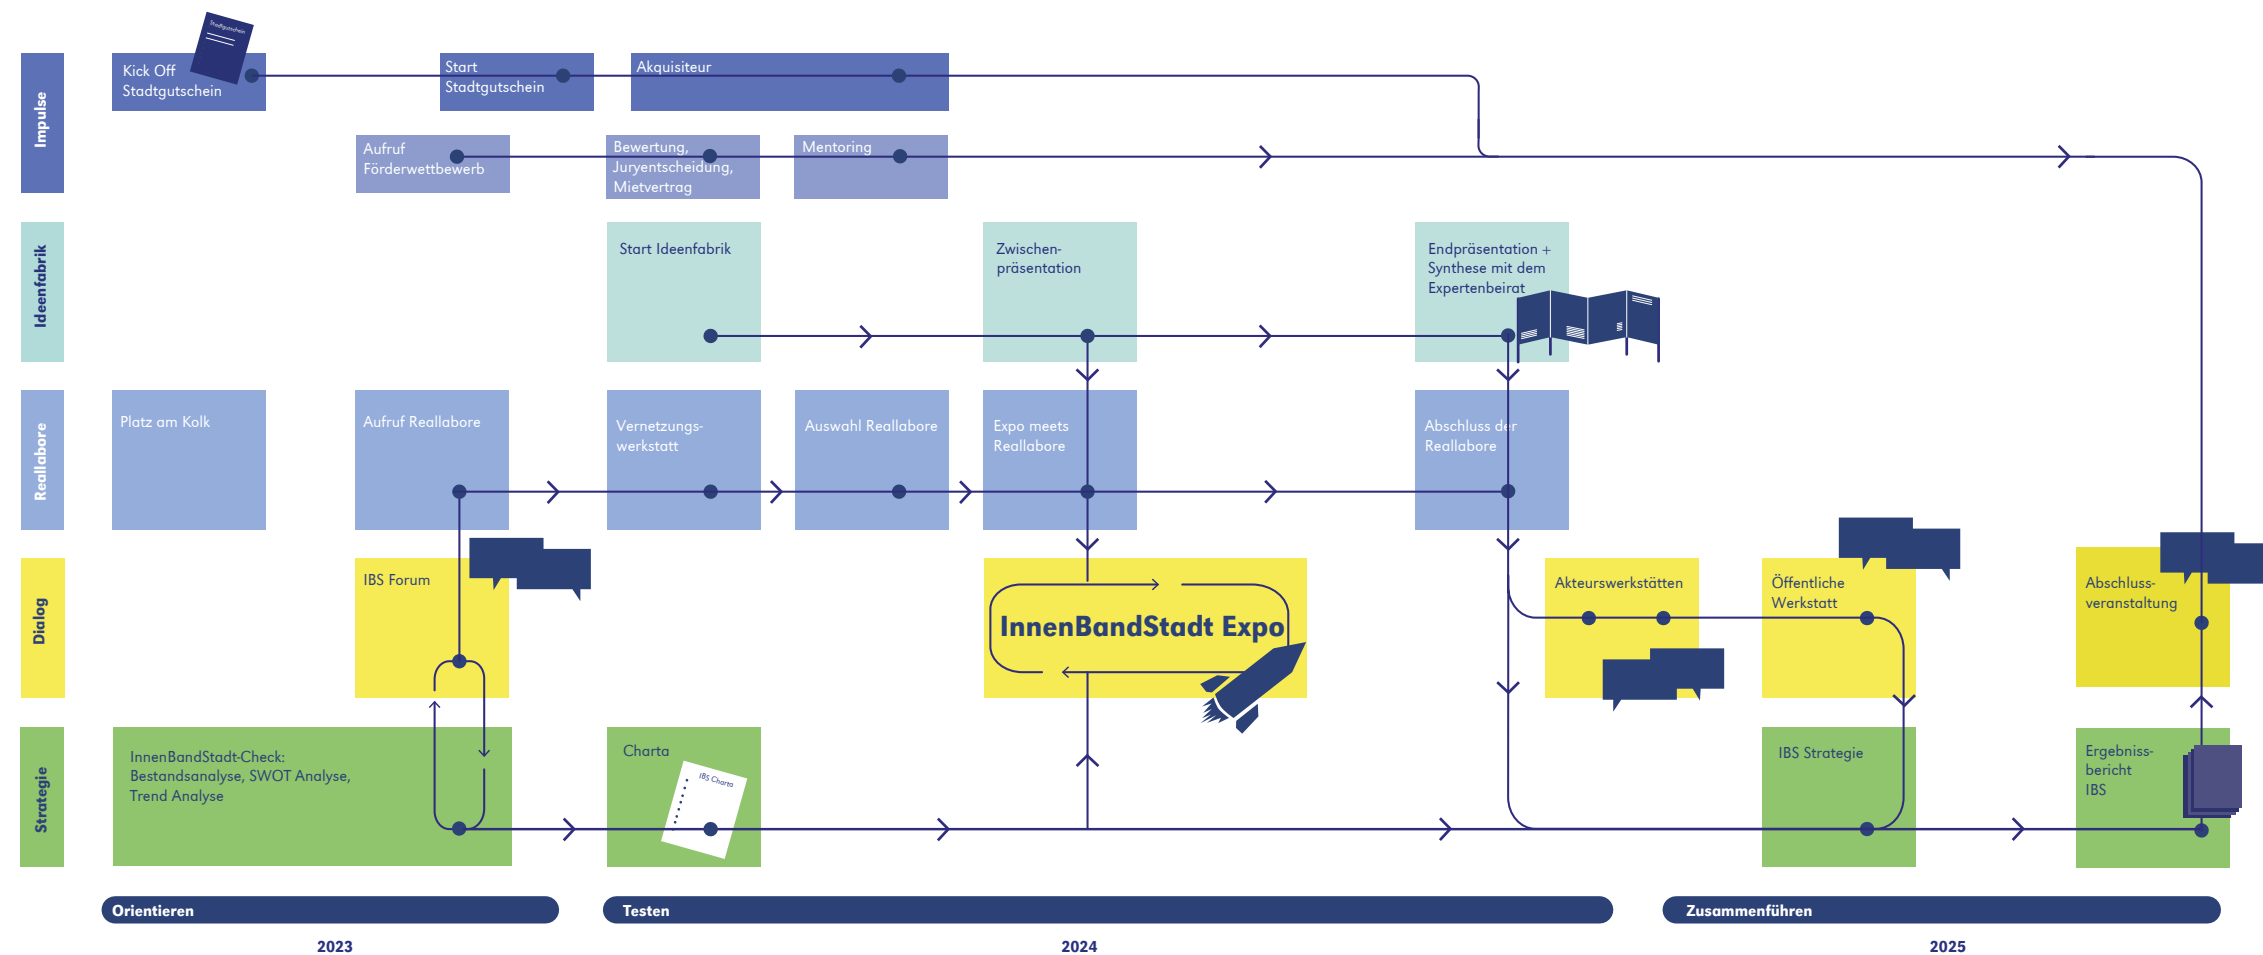 Impulse
Stadtgutschein
Kick Off
Stadtgutschein
Start
Stadtgutschein
Akquisiteur
Aufruf
Förderwettbewerb
Bewertung,
Juryentscheidung,
Mietvertrag
Mentoring
Ideenfabrik
Start Ideenfabrik
Zwischen-
präsentation
Endpräsentation +
Synthese mit dem
Expertenbeirat
Reallabore
Platz am Kolk
Aufruf Reallabore
Vernetzungs-
werkstatt
Auswahl Reallabore
Expo meets
Reallabore
Abschluss der
Reallabore
Dialog
IBS Forum
InnenBandStadt Expo
Akteurswerkstätten
Öffentliche
Werkstatt
Abschluss-
veranstaltung
Strategie
InnenBandStadt-Check:
Bestandsanalyse, SWOT Analyse,
Trend Analyse
Charta
IBS Charta
IBS Strategie
Ergebniss-
bericht
IBS
Orientieren
Testen
Zusammenführen
2023
2024
2025